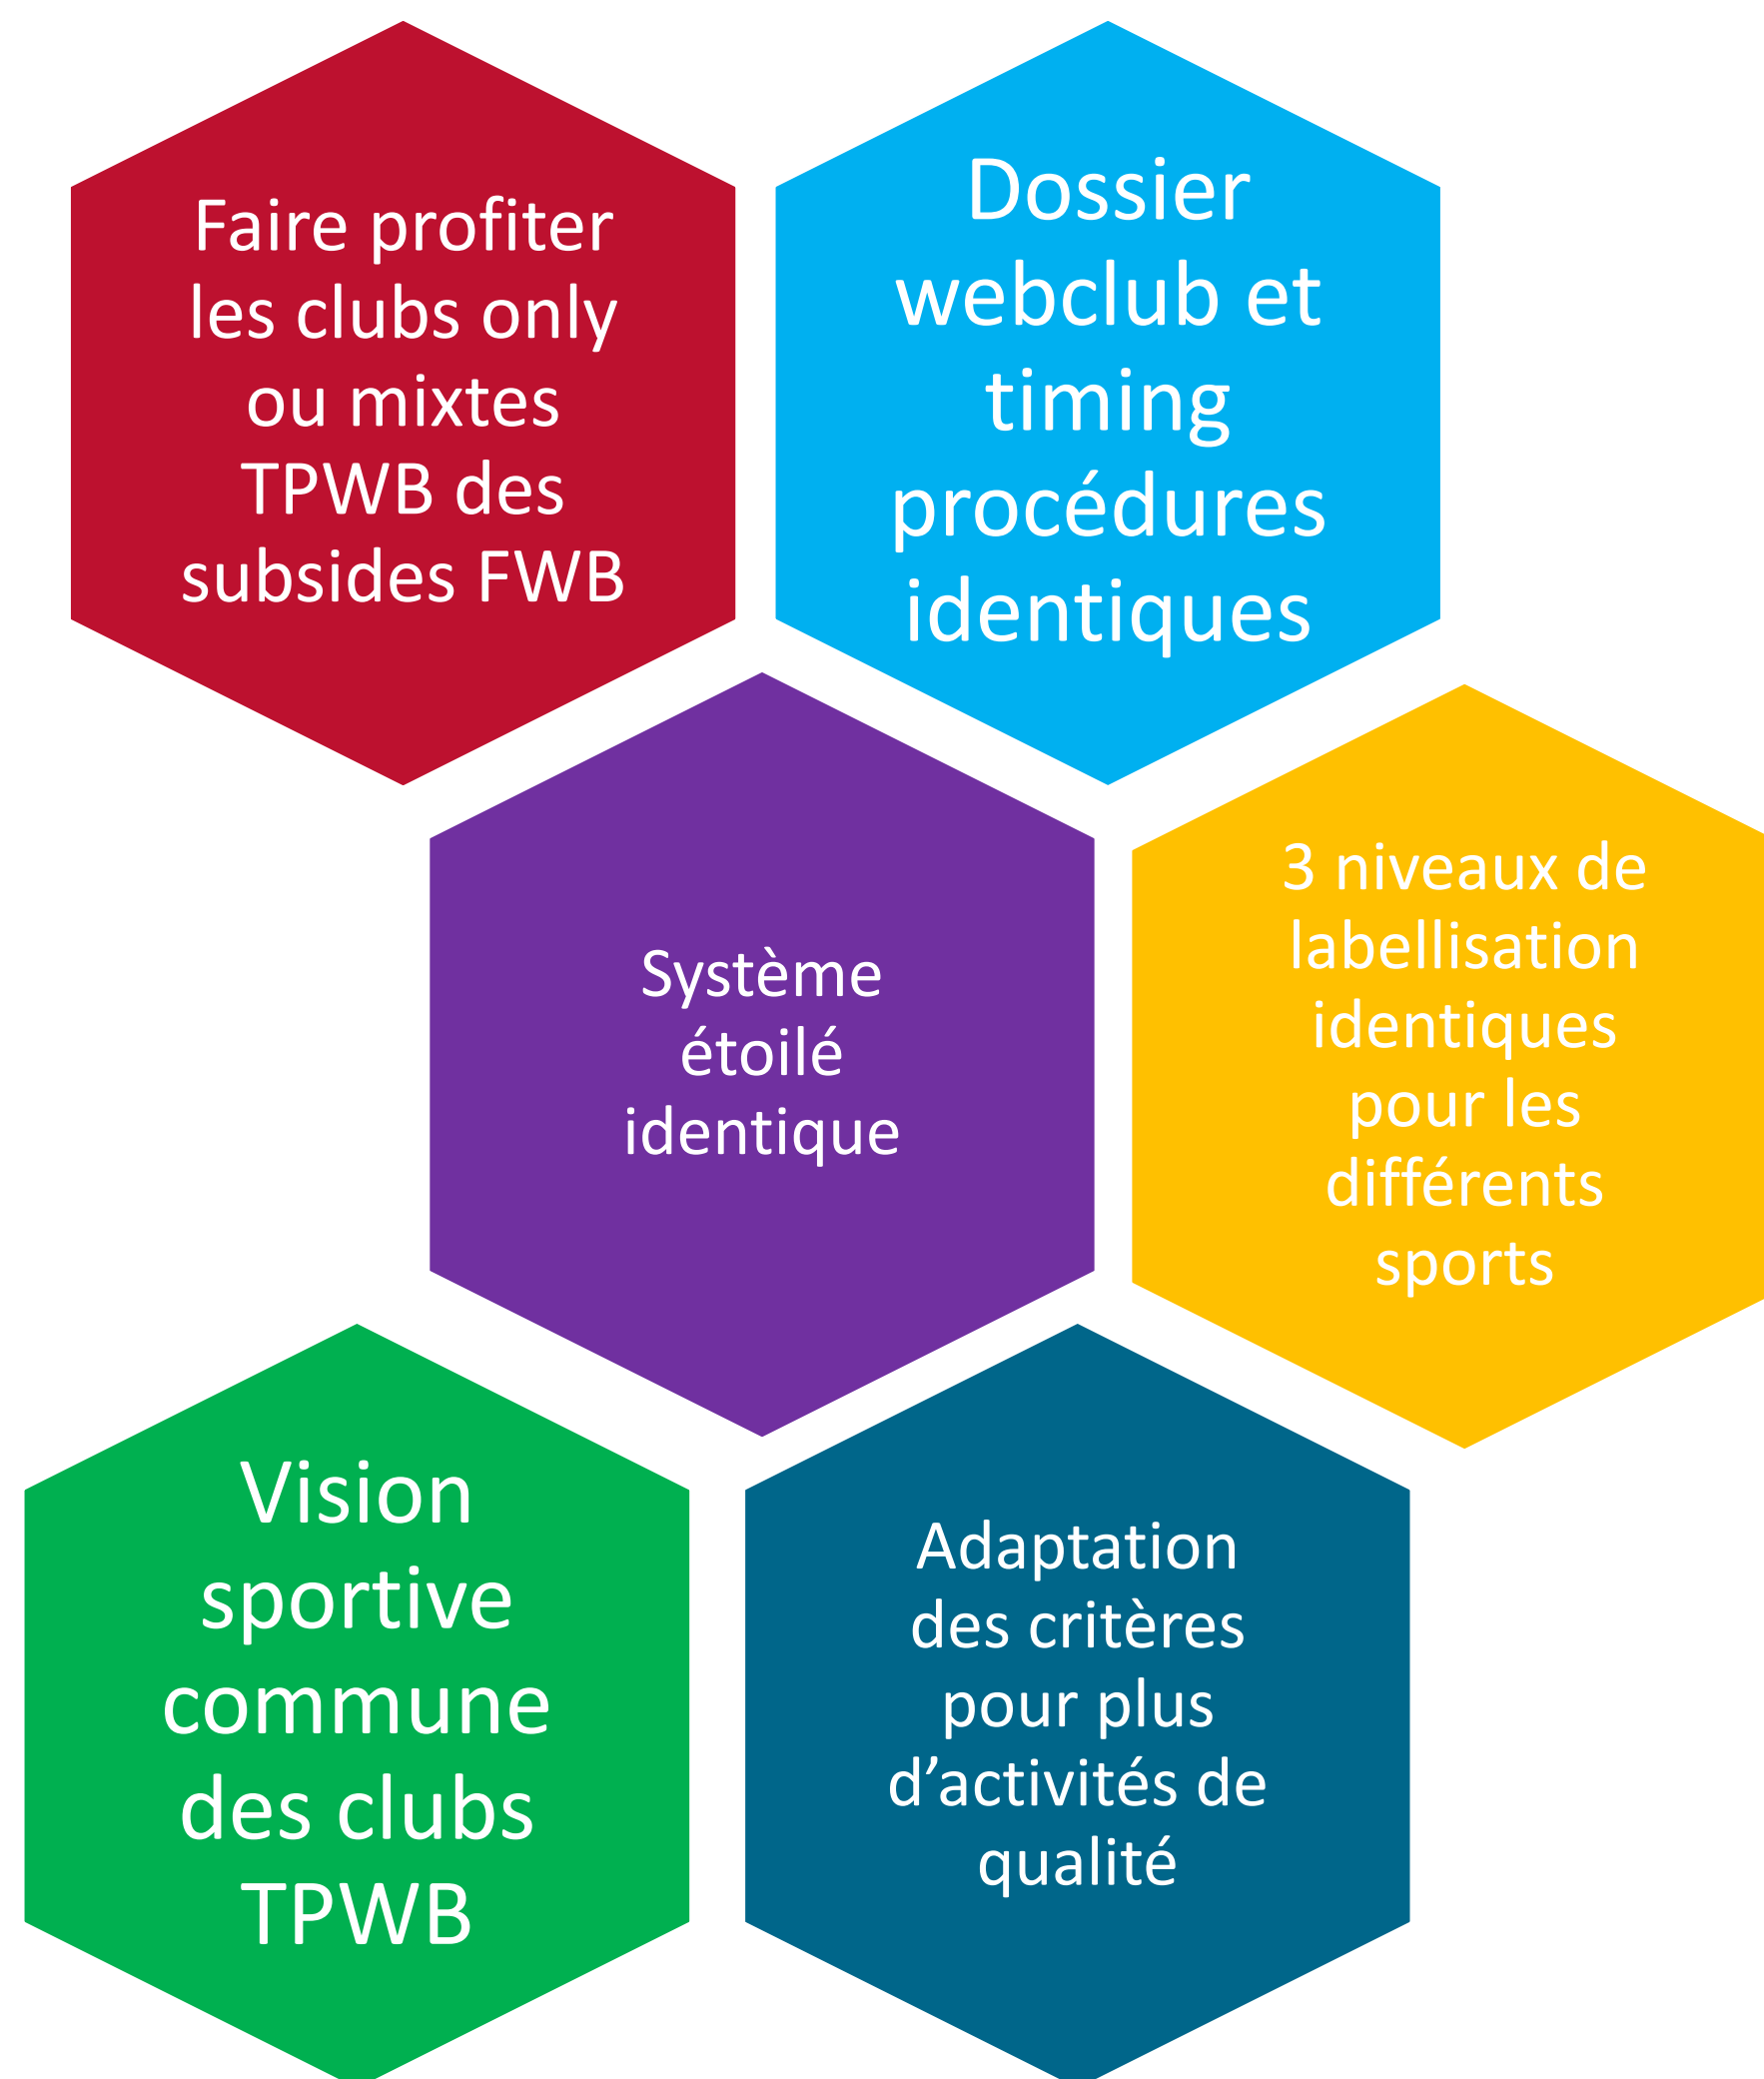 Faire profiter
les clubs only
ou mixtes
TPWB des
subsides FWB
Dossier
webclub et
timing
procédures
identiques
Système
étoilé
identique
3 niveaux de
labellisation
identiques
pour les
différents
sports
Vision
sportive
commune
des clubs
TPWB
Adaptation
des critères
pour plus
d’activités de
qualité